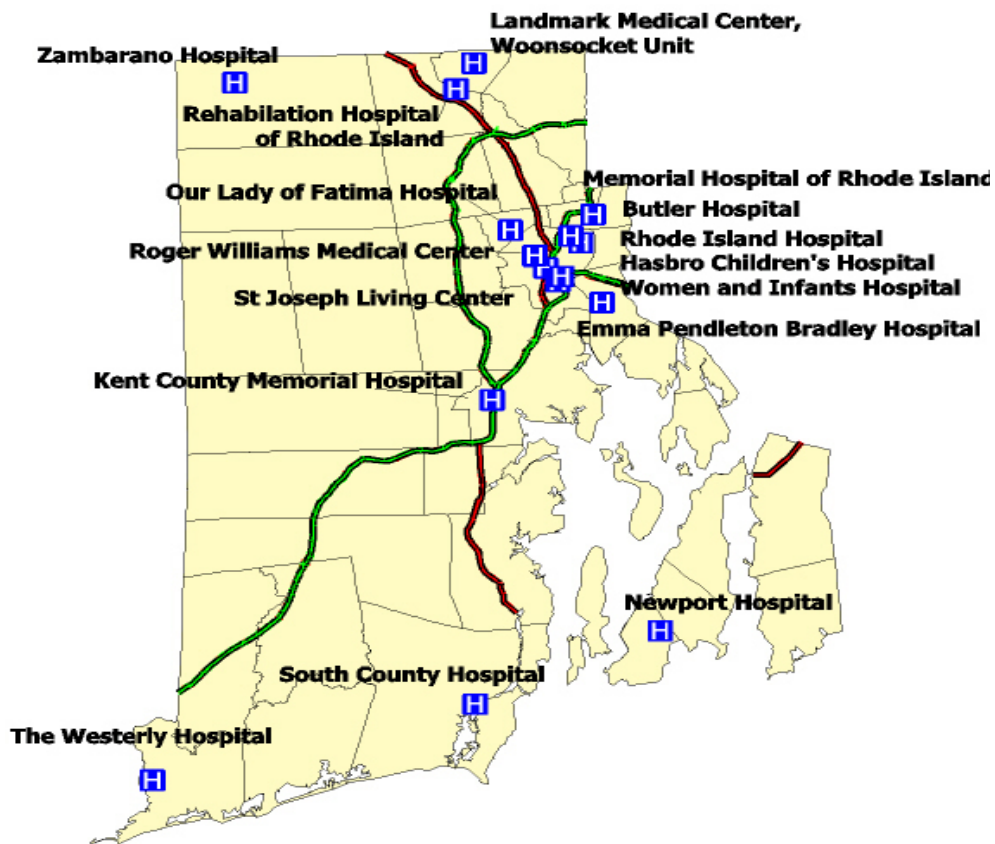 Landmark Medical Center,
Woonsocket Unit
Zambarano Hospital
H
H
H
Rehabilation Hospital
of Rhode Island
Memorial Hospital of Rhode Island
Our Lady of Fatima Hospital
H
Butler Hospital
H
H
H
Rhode Island Hospital
Roger Williams Medical Center
H
Hasbro Children's Hospital
H
Women and Infants Hospital
St Joseph Living Center
H
Emma Pendleton Bradley Hospital
Kent County Memorial Hospital
H
Newport Hospital
H
South County Hospital
H
The Westerly Hospital
H